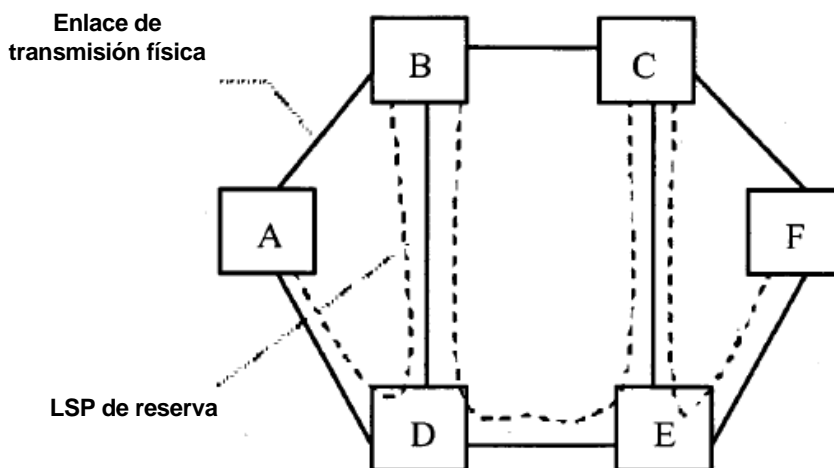 Enlace de
transmisión física
B
C
A
F
LSP de reserva
D
E